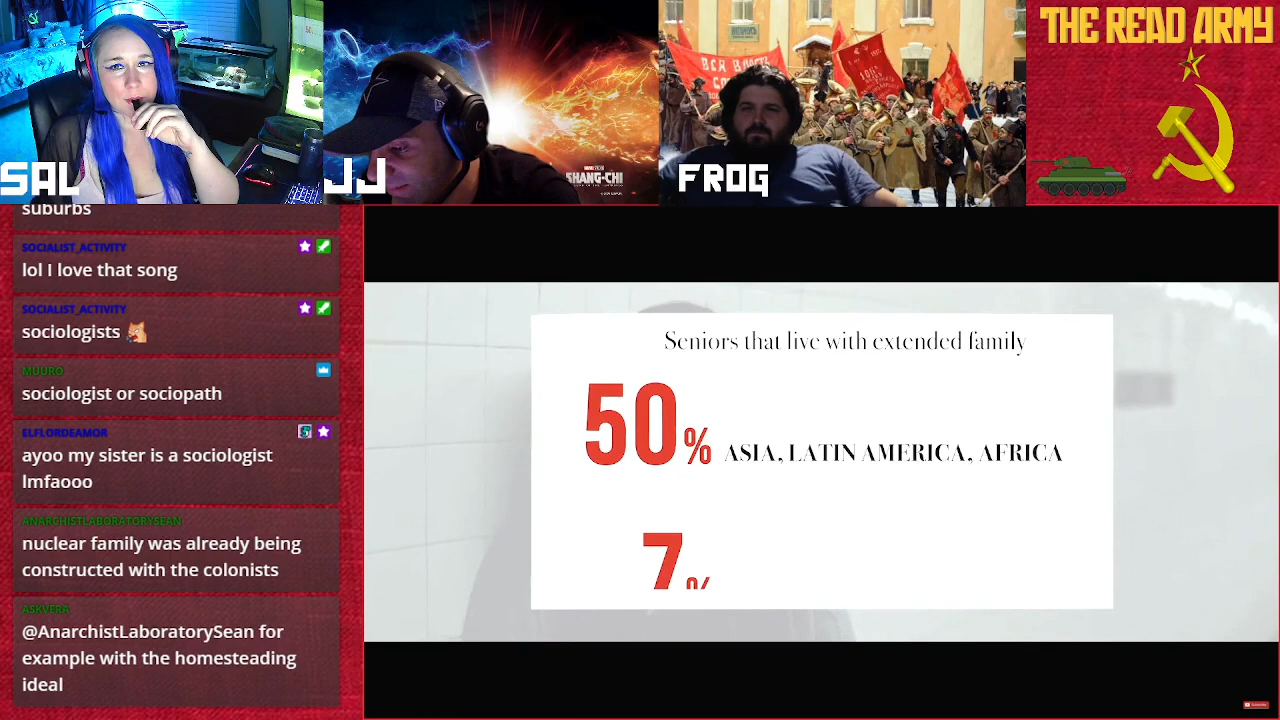 THE READ ARMY
ВСЯ ВЛАСТЬ
SAL
JJ
SHANG-CHI
FROG
suburbs
SOCIALIST_ACTIVITY
lol I love that song
SOCIALIST_ACTIVITY
sociologists
MUURO
sociologist or sociopath
ELFLORDEAMOR
ayoo my sister is a sociologist
lmfaooo
ANARCHISTLABORATORYSEAN
nuclear family was already being
constructed with the colonists
ASKVERA
@AnarchistLaboratorySean for
example with the homesteading
ideal
Seniors that live with extended family
50% ASIA, LATIN AMERICA, AFRICA
7%